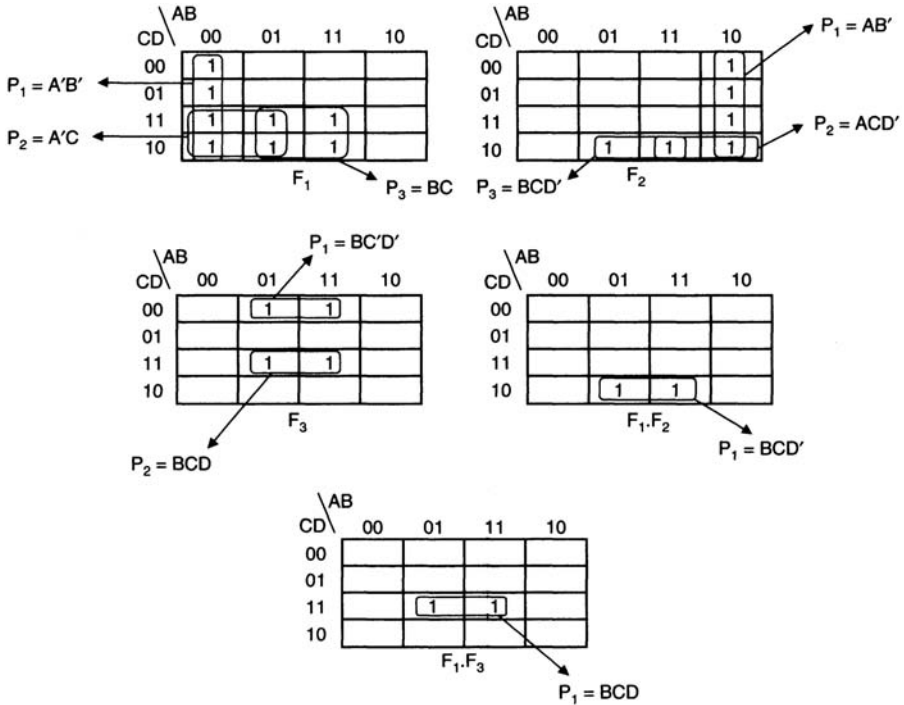 AB
CD 00 01 11 10
00 1
01 1
11 1 1 1
10 1 1 1
P1 = A′B′
P2 = A′C
F1
P3 = BC
AB
CD 00 01 11 10
P1 = AB′
00 1
01 1
11 1
10 1 1 1
P2 = ACD′
P3 = BCD′
F2
AB
CD 00 01 11 10
P1 = BC′D′
00 1 1
01
11 1 1
10
F3
P2 = BCD
AB
CD 00 01 11 10
00
01
11
10 1 1
F1.F2
P1 = BCD′
AB
CD 00 01 11 10
00
01
11 1 1
10
F1.F3
P1 = BCD